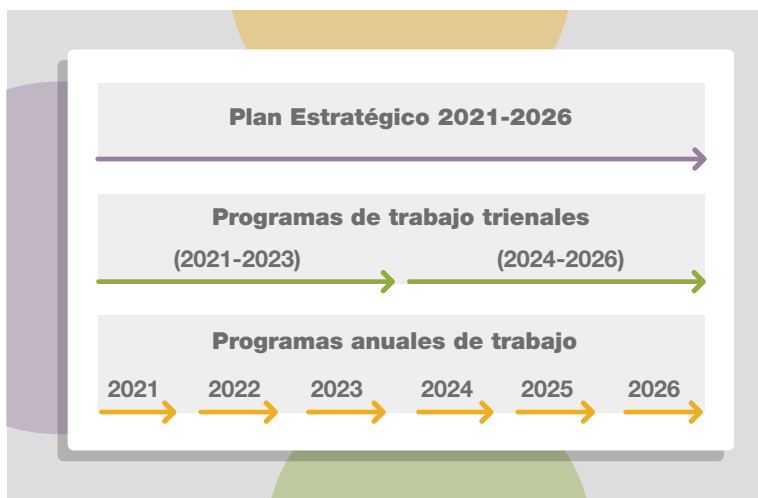 Plan Estratégico 2021-2026
Programas de trabajo trienales
(2021-2023) (2024-2026)
Programas anuales de trabajo
2021 2022 2023 2024 2025 2026